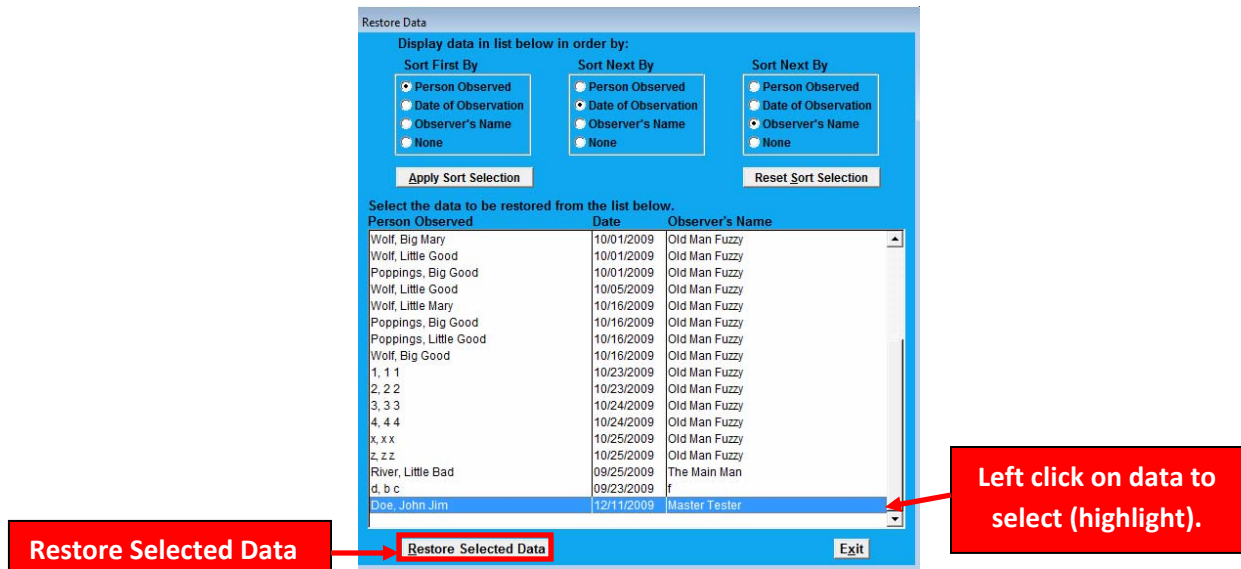 Restore Data
Display data in list below in order by:
Sort First By Sort Next By Sort Next By
Person Observed Person Observed Person Observed
Date of Observation Date of Observation Date of Observation
Observer's Name Observer's Name Observer's Name
None None None
Apply Sort Selection Reset Sort Selection
Select the data to be restored from the list below.
Person Observed Date Observer's Name
Wolf, Big Mary 10/01/2009 Old Man Fuzzy
Wolf, Little Good 10/01/2009 Old Man Fuzzy
Poppings, Big Good 10/01/2009 Old Man Fuzzy
Wolf, Little Good 10/05/2009 Old Man Fuzzy
Wolf, Little Mary 10/16/2009 Old Man Fuzzy
Poppings, Big Good 10/16/2009 Old Man Fuzzy
Poppings, Little Good 10/16/2009 Old Man Fuzzy
Wolf, Big Good 10/16/2009 Old Man Fuzzy
1, 1 1 10/23/2009 Old Man Fuzzy
2, 2 2 10/23/2009 Old Man Fuzzy
3, 3 3 10/24/2009 Old Man Fuzzy
4, 4 4 10/24/2009 Old Man Fuzzy
x, x x 10/25/2009 Old Man Fuzzy
z, z z 10/25/2009 Old Man Fuzzy
River, Little Bad 09/25/2009 The Main Man
d, b c 09/23/2009 f
Doe, John Jim 12/11/2009 Master Tester
Left click on data to
select (highlight).
Restore Selected Data
Restore Selected Data Exit